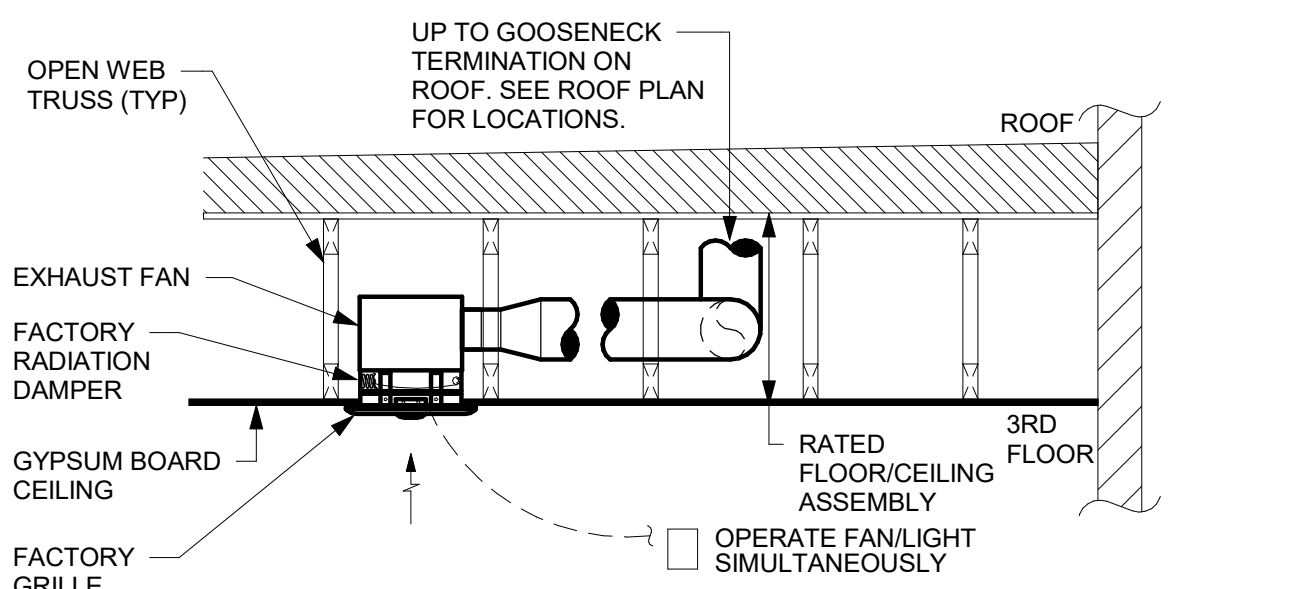 UP TO GOOSENECK
TERMINATION ON
ROOF. SEE ROOF PLAN
FOR LOCATIONS.
OPEN WEB
TRUSS (TYP)
ROOF
EXHAUST FAN
FACTORY
RADIATION
DAMPER
GYPSUM BOARD
CEILING
FACTORY
GRILLE
3RD
FLOOR
RATED
FLOOR/CEILING
ASSEMBLY
OPERATE FAN/LIGHT
SIMULTANEOUSLY